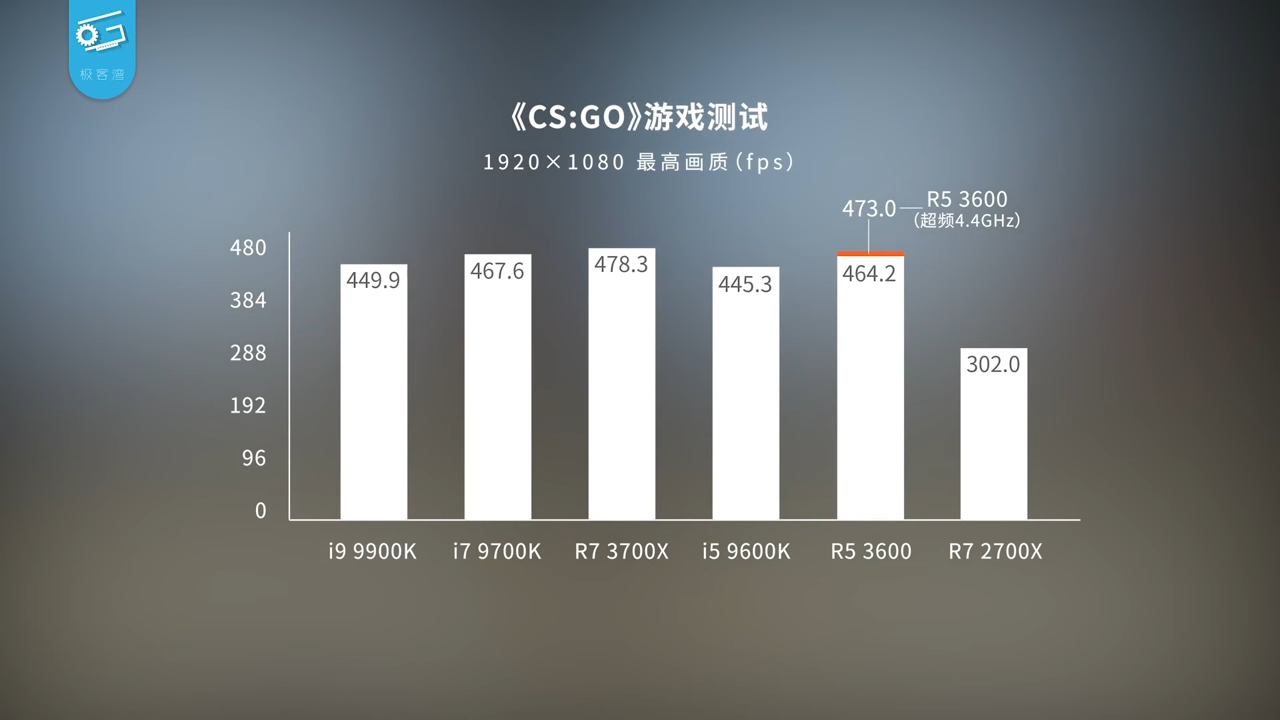 极客湾
《CS:GO》游戏测试
1920×1080 最高画质(fps)
473.0
R5 3600
(超频4.4GHz)
480
384
288
192
96
0
449.9
467.6
478.3
445.3
464.2
302.0
i9 9900K
i7 9700K
R7 3700X
i5 9600K
R5 3600
R7 2700X